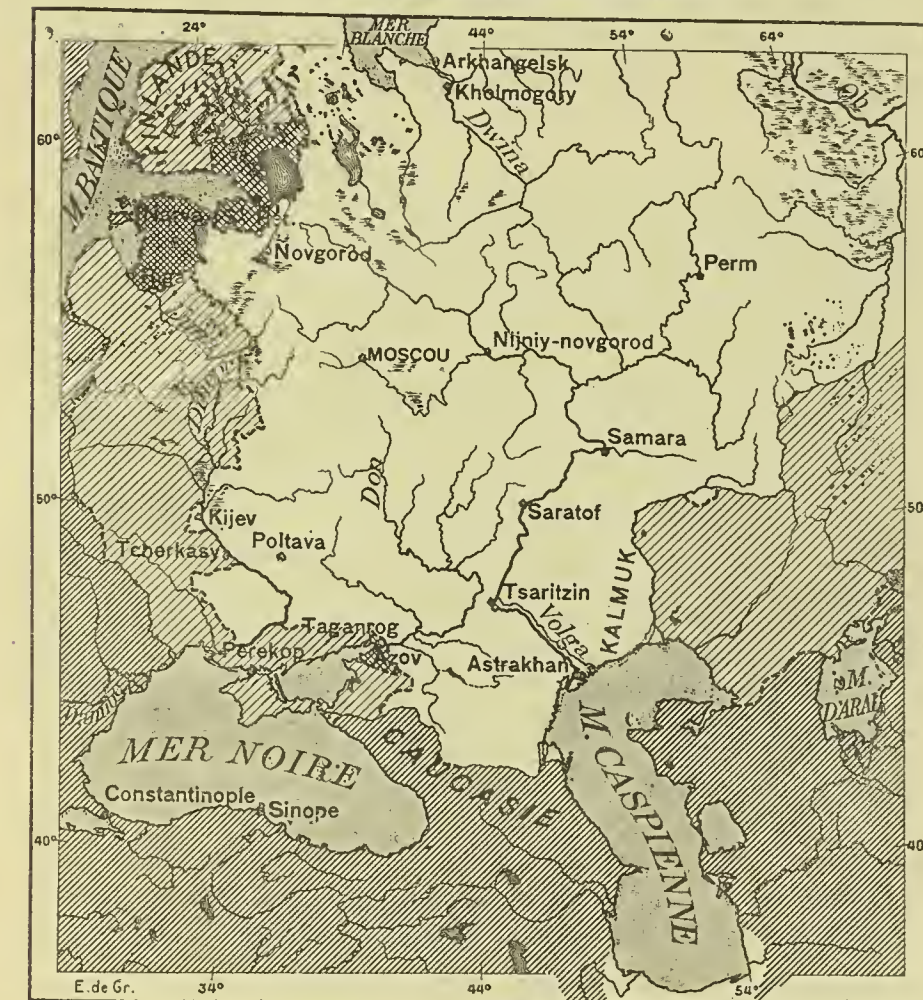 24°
44°
54°
64°
MER
BLANCHE
Arkhangelsk
Kholmogory
Ob
FINLANDE
M. BALTIQUE
Dwina
60°
60
Narva
Novgorod
Perm
MOSCOU
Nijniy-novgorod
Samara
Don
50°
50
Kijev
Saratof
Poltava
Tcherkasy
Tsaritzin
Volga
KALMUK
Taganrog
Perekop
zov
Astrakhan
M.
D'ARAL
MER NOIRE
CAUCASIE
M. CASPIENNE
Constantinople
Sinope
40°
40
E. de Gr.
34°
44°
54°